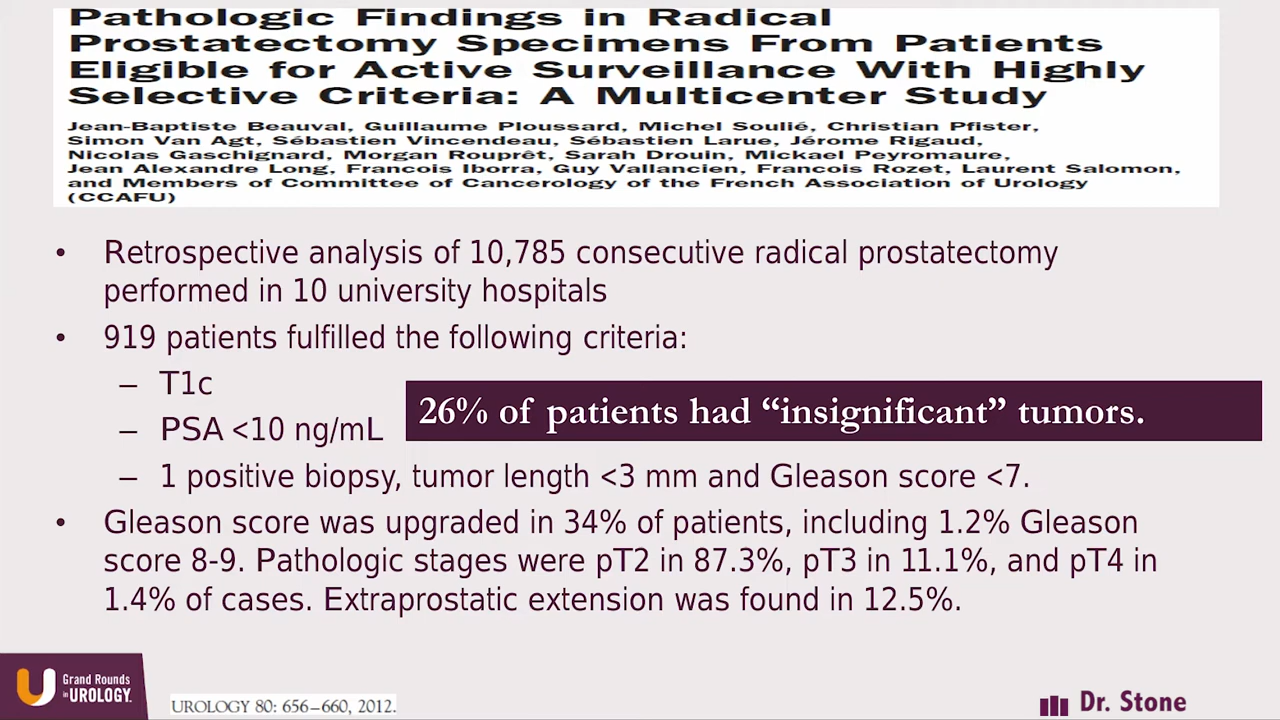 Pathologic Findings in Radical
Prostatectomy Specimens From Patients
Eligible for Active Surveillance With Highly
Selective Criteria: A Multicenter Study
Jean-Baptiste Beauval, Guillaume Ploussard, Michel Soulié, Christian Pfister,
Simon Van Agt, Sébastien Vincendeau, Sébastien Larue, Jérome Rigaud,
Nicolas Gaschignard, Morgan Rouprêt, Sarah Drouin, Mickael Peyromaure,
Jean Alexandre Long, Francois Iborra, Guy Vallancien, Francois Rozet, Laurent Salomon,
and Members of Committee of Cancerology of the French Association of Urology
(CCAFU)
• Retrospective analysis of 10,785 consecutive radical prostatectomy
performed in 10 university hospitals
• 919 patients fulfilled the following criteria:
– T1c
26% of patients had “insignificant” tumors.
– PSA <10 ng/mL
– 1 positive biopsy, tumor length <3 mm and Gleason score <7.
• Gleason score was upgraded in 34% of patients, including 1.2% Gleason
score 8-9. Pathologic stages were pT2 in 87.3%, pT3 in 11.1%, and pT4 in
1.4% of cases. Extraprostatic extension was found in 12.5%.
Grand Rounds
in UROLOGY.
UROLOGY 80: 656–660, 2012.
Dr. Stone